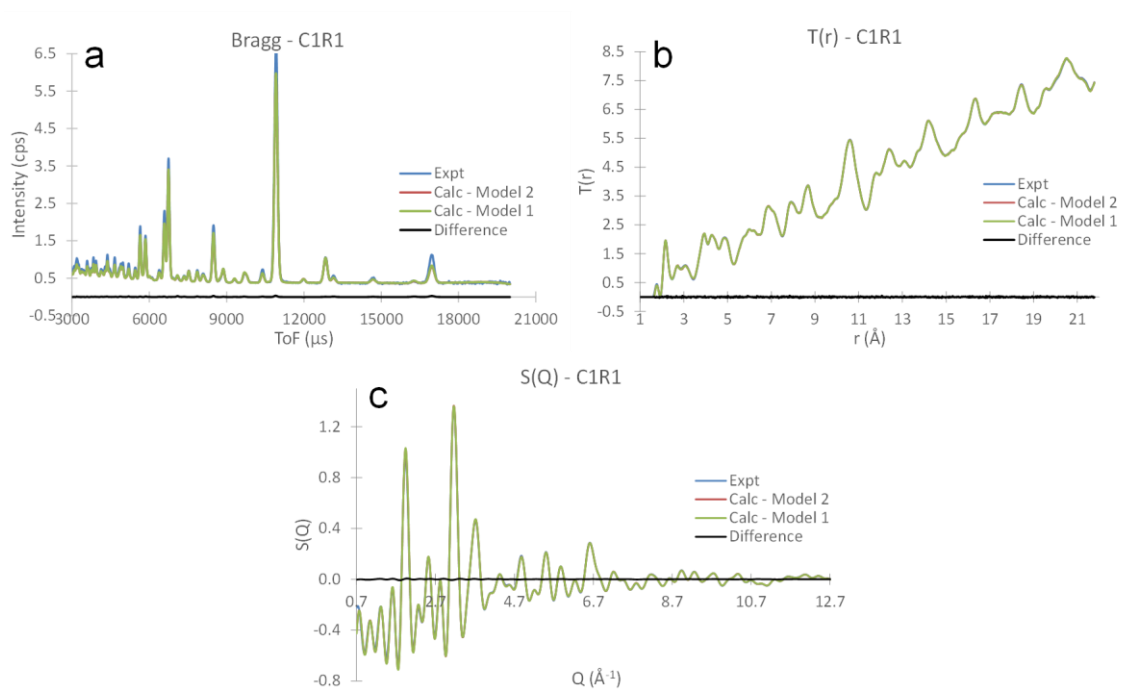 Bragg - C1R1
a
6.5
5.5
4.5
3.5
2.5
1.5
0.5
-0.5
Intensity (cps)
Expt
Calc - Model 2
Calc - Model 1
Difference
3000 6000 9000 12000 15000 18000 21000
ToF (µs)
T(r) - C1R1
b
8.5
7.5
6.5
5.5
4.5
3.5
2.5
1.5
0.5
-0.5
T(r)
Expt
Calc - Model 2
Calc - Model 1
Difference
1 3 5 7 9 11 13 15 17 19 21
r (Å)
S(Q) - C1R1
c
1.2
0.8
0.4
0.0
-0.4
-0.8
S(Q)
Expt
Calc - Model 2
Calc - Model 1
Difference
0.7 2.7 4.7 6.7 8.7 10.7 12.7
Q (Å⁻¹)